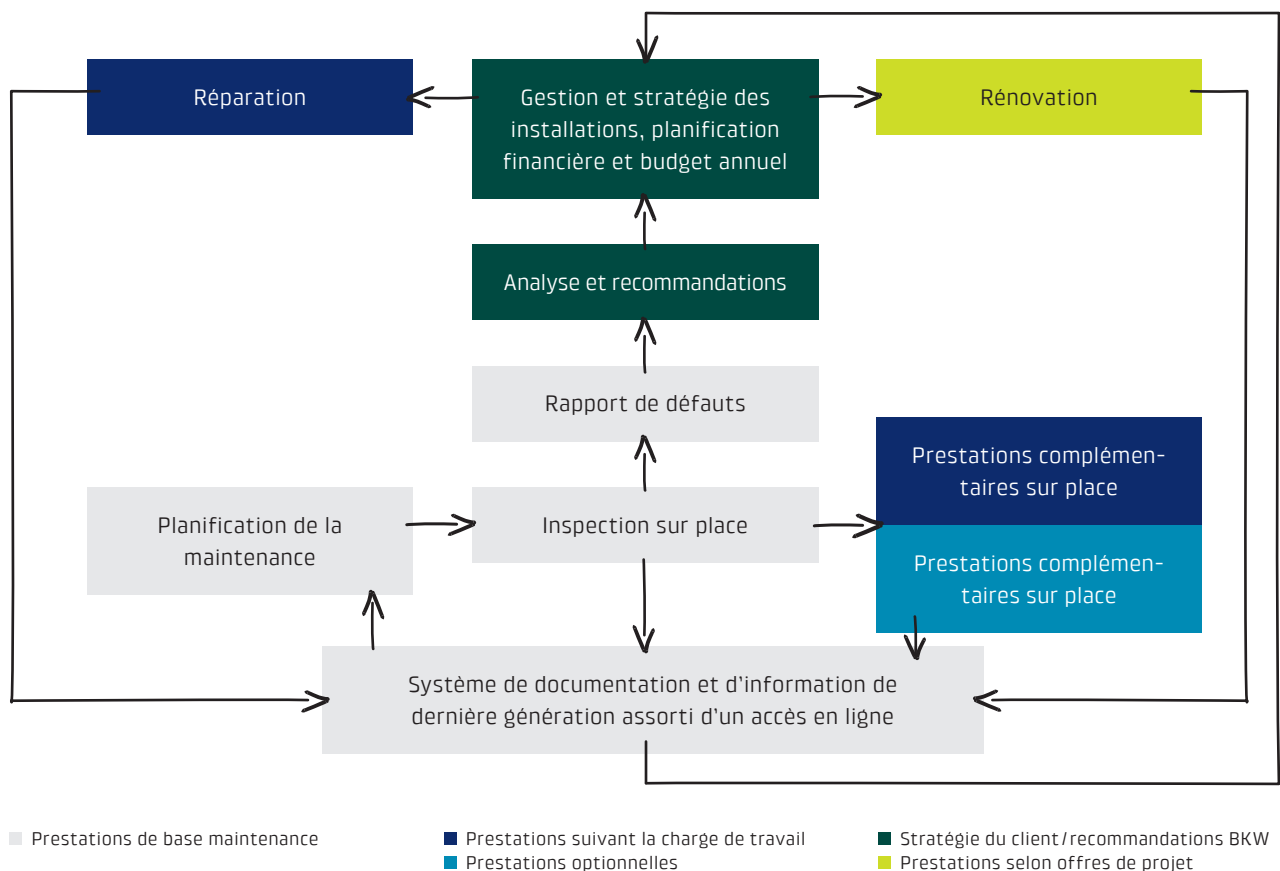 Réparation
Gestion et stratégie des
installations, planification
financière et budget annuel
Rénovation
Analyse et recommandations
Rapport de défauts
Prestations complémen-
taires sur place
Planification de la
maintenance
Inspection sur place
Prestations complémen-
taires sur place
Système de documentation et d’information de
dernière génération assorti d’un accès en ligne
Prestations de base maintenance
Prestations suivant la charge de travail
Prestations optionnelles
Stratégie du client/recommandations BKW
Prestations selon offres de projet